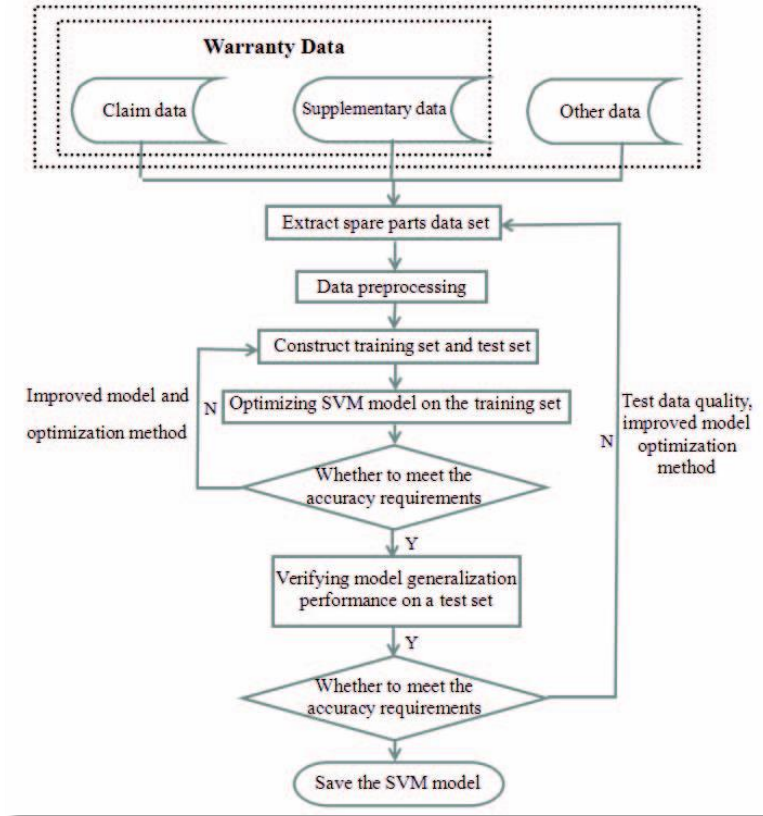 Warranty Data
Claim data
Supplementary data
Other data
Extract spare parts data set
Data preprocessing
Construct training set and test set
Improved model and
optimization method
N
Optimizing SVM model on the training set
Test data quality,
improved model
optimization
method
N
Whether to meet the
accuracy requirements
Y
Verifying model generalization
performance on a test set
Y
Whether to meet the
accuracy requirements
Save the SVM model